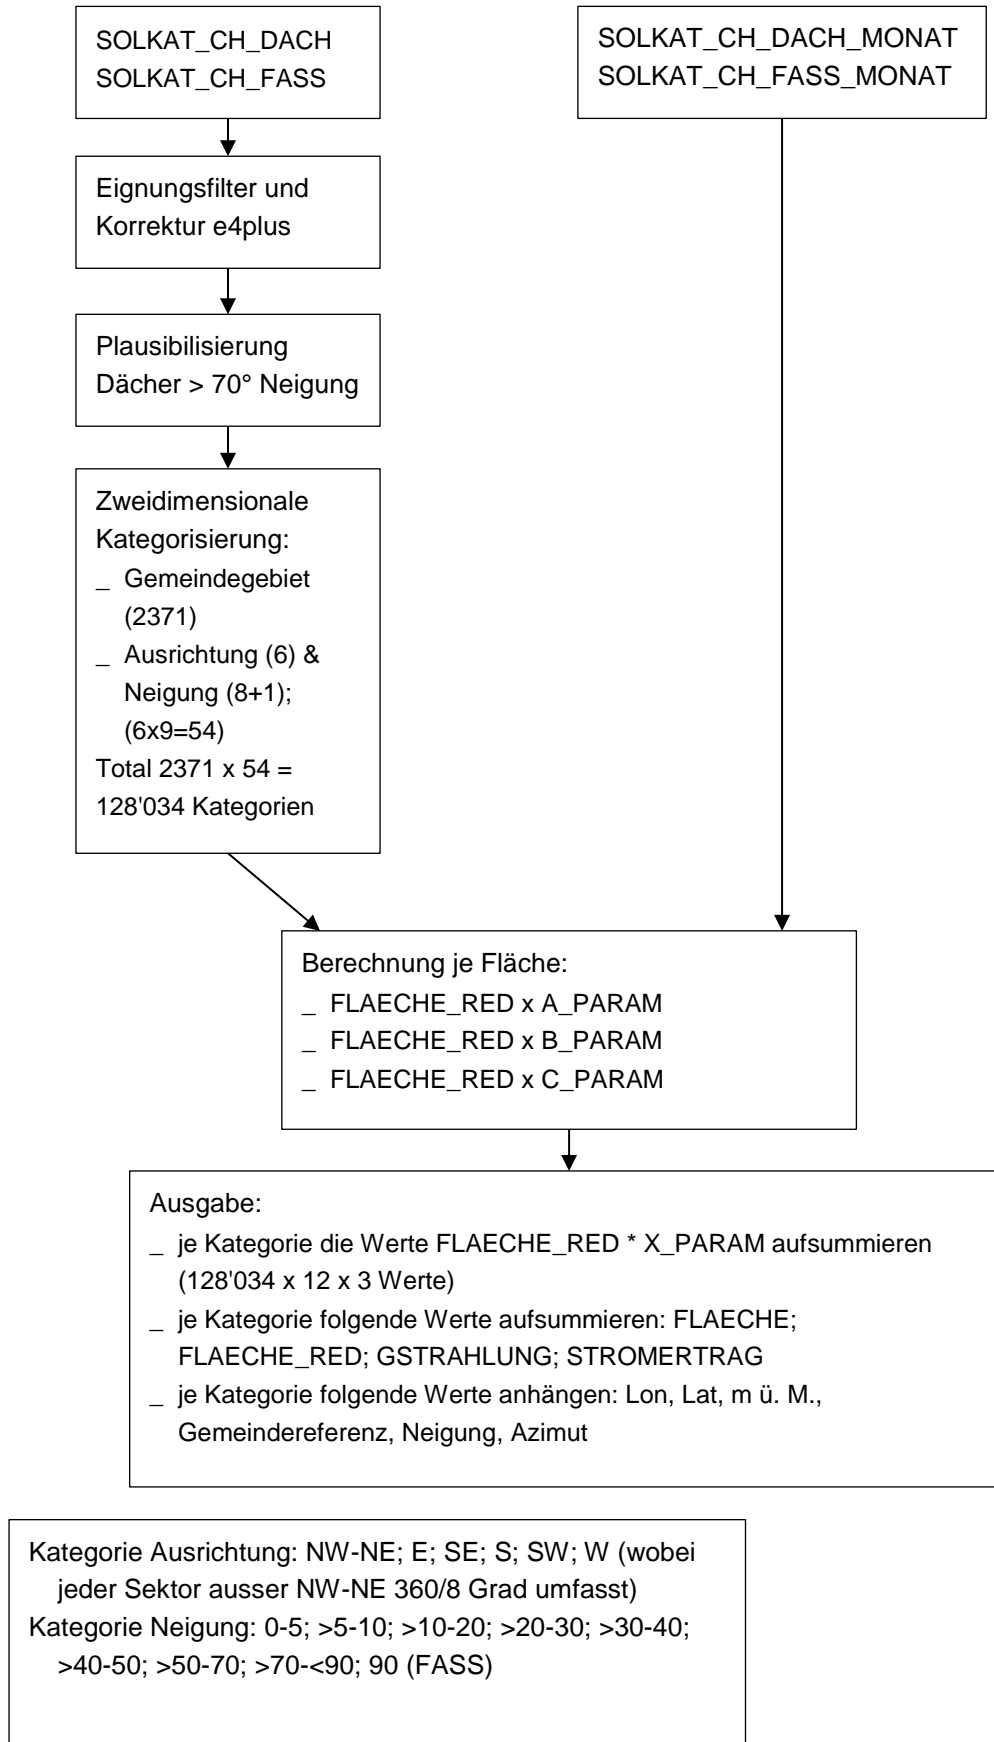 SOLKAT_CH_DACH
SOLKAT_CH_FASS
SOLKAT_CH_DACH_MONAT
SOLKAT_CH_FASS_MONAT
Eignungsfilter und
Korrektur e4plus
Plausibilisierung
Dächer > 70° Neigung
Zweidimensionale
Kategorisierung:
_ Gemeindegebiet
(2371)
_ Ausrichtung (6) &
Neigung (8+1);
(6x9=54)
Total 2371 x 54 =
128'034 Kategorien
Berechnung je Fläche:
_ FLAECHE_RED x A_PARAM
_ FLAECHE_RED x B_PARAM
_ FLAECHE_RED x C_PARAM
Ausgabe:
_ je Kategorie die Werte FLAECHE_RED * X_PARAM aufsummieren
(128'034 x 12 x 3 Werte)
_ je Kategorie folgende Werte aufsummieren: FLAECHE;
FLAECHE_RED; GSTRAHLUNG; STROMERTRAG
_ je Kategorie folgende Werte anhängen: Lon, Lat, m ü. M.,
Gemeindereferenz, Neigung, Azimut
Kategorie Ausrichtung: NW-NE; E; SE; S; SW; W (wobei
jeder Sektor ausser NW-NE 360/8 Grad umfasst)
Kategorie Neigung: 0-5; >5-10; >10-20; >20-30; >30-40;
>40-50; >50-70; >70-<90; 90 (FASS)